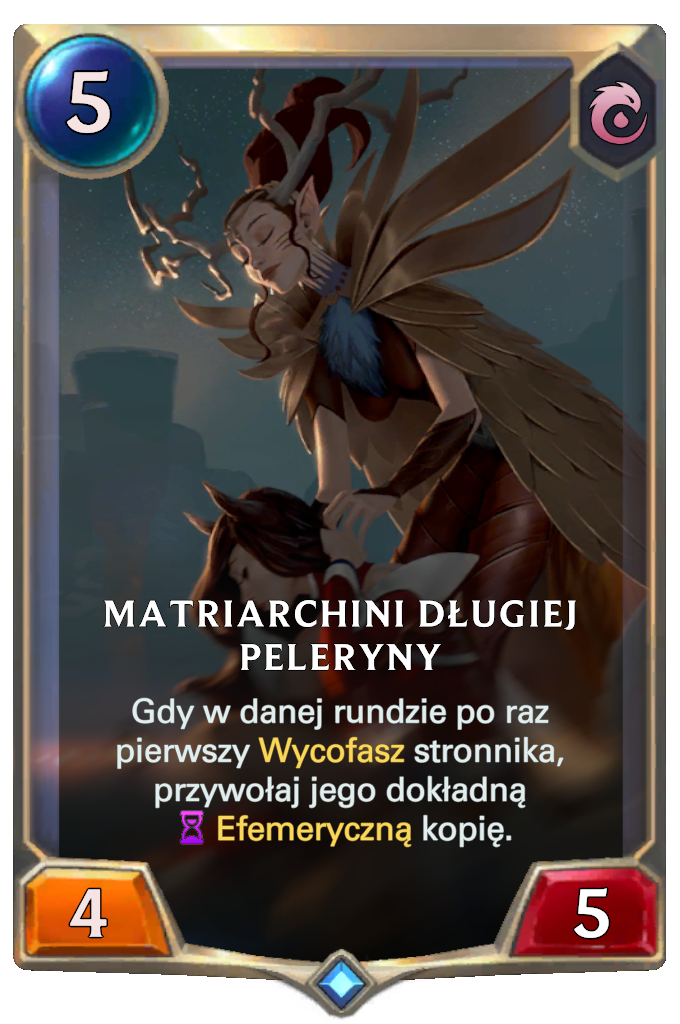 5
MATRIARCHINI DŁUGIEJ
PELERYNY
Gdy w danej rundzie po raz
pierwszy Wycofasz stronnika,
przywołaj jego dokładną
Efemeryczną kopię.
4
5